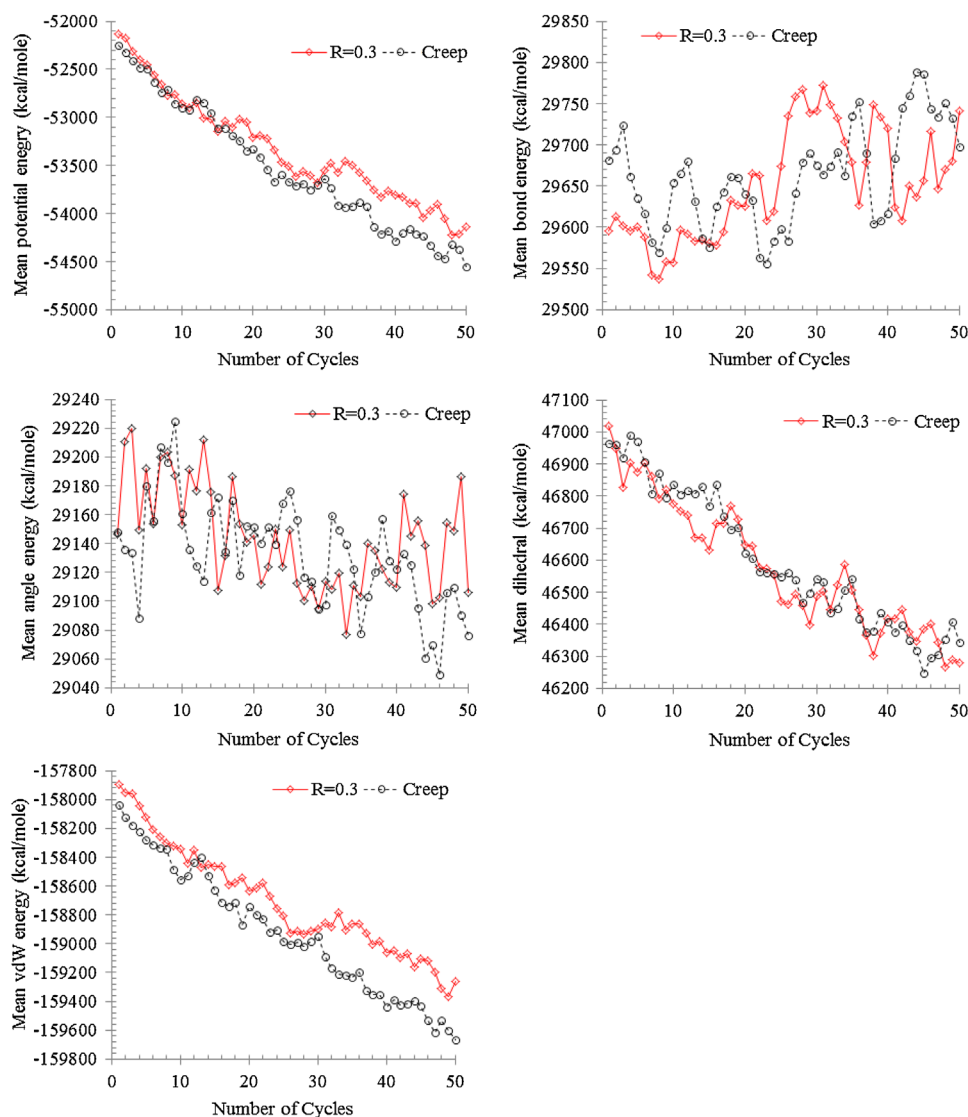 Mean potential enegry (kcal/mole)
-52000
-52500
-53000
-53500
-54000
-54500
-55000
R=0.3
Creep
0 10 20 30 40 50
Number of Cycles
Mean bond energy (kcal/mole)
29850
29800
29750
29700
29650
29600
29550
29500
R=0.3
Creep
0 10 20 30 40 50
Number of Cycles
Mean angle energy (kcal/mole)
29240
29220
29200
29180
29160
29140
29120
29100
29080
29060
29040
R=0.3
Creep
0 10 20 30 40 50
Number of Cycles
Mean dihedral (kcal/mole)
47100
47000
46900
46800
46700
46600
46500
46400
46300
46200
R=0.3
Creep
0 10 20 30 40 50
Number of Cycles
Mean vdW energy (kcal/mole)
-157800
-158000
-158200
-158400
-158600
-158800
-159000
-159200
-159400
-159600
-159800
R=0.3
Creep
0 10 20 30 40 50
Number of Cycles